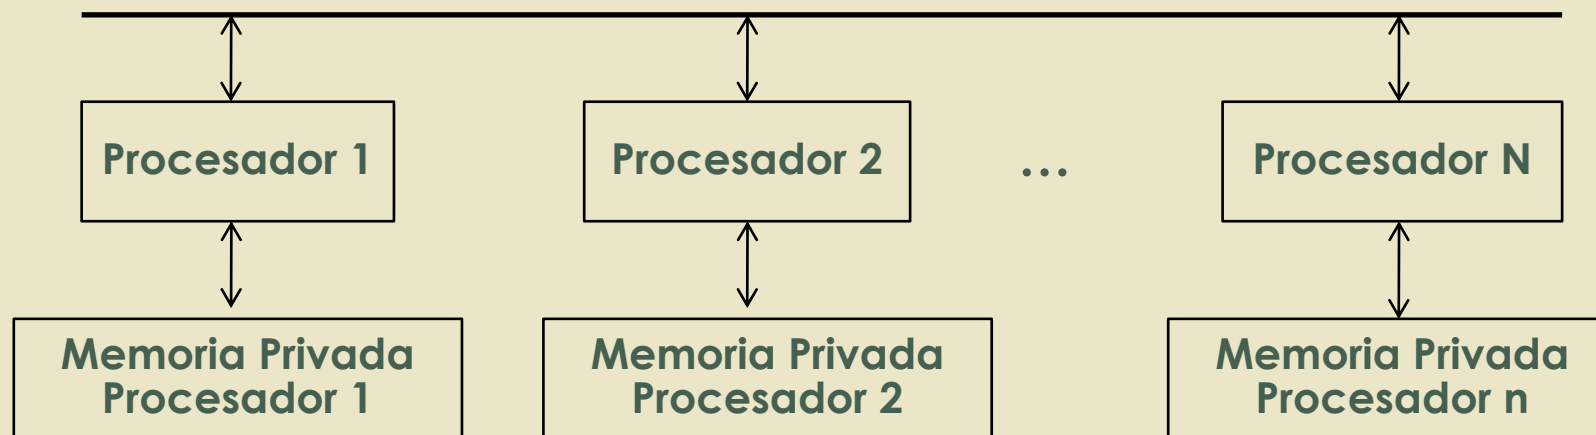 Procesador 1
Procesador 2
...
Procesador N
Memoria Privada
Procesador 1
Memoria Privada
Procesador 2
Memoria Privada
Procesador n